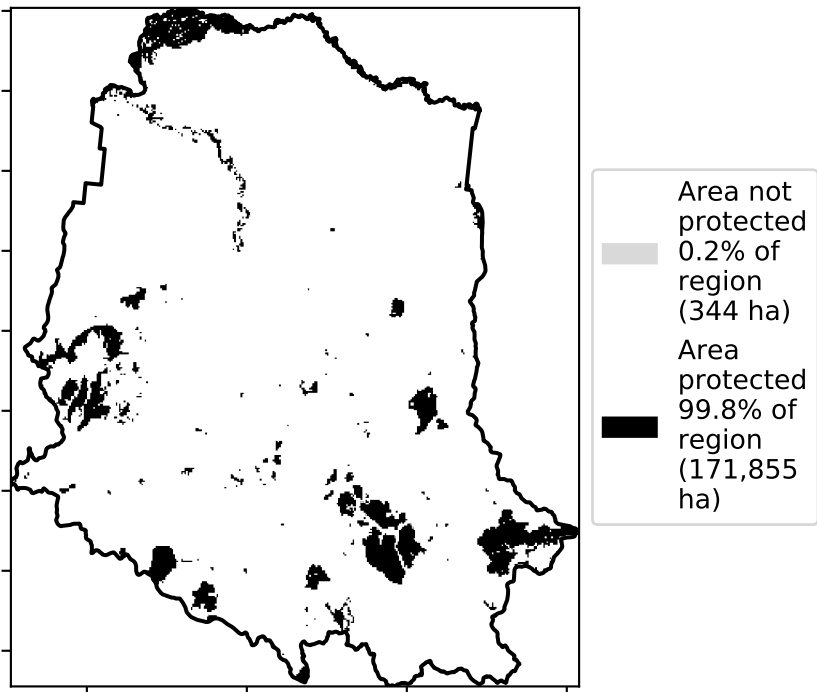 Area not
protected
0.2% of
region
(344 ha)
Area
protected
99.8% of
region
(171,855
ha)